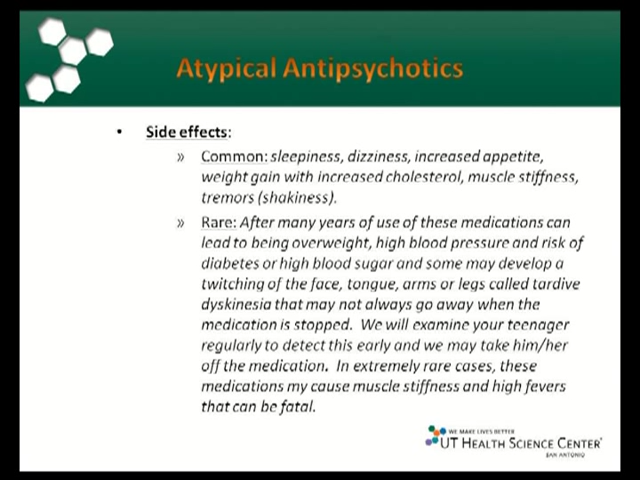 Atypical Antipsychotics
• Side effects:
» Common: sleepiness, dizziness, increased appetite,
weight gain with increased cholesterol, muscle stiffness,
tremors (shakiness).
» Rare: After many years of use of these medications can
lead to being overweight, high blood pressure and risk of
diabetes or high blood sugar and some may develop a
twitching of the face, tongue, arms or legs called tardive
dyskinesia that may not always go away when the
medication is stopped.  We will examine your teenager
regularly to detect this early and we may take him/her
off the medication.  In extremely rare cases, these
medications my cause muscle stiffness and high fevers
that can be fatal.
WE MAKE LIVES BETTER
UT HEALTH SCIENCE CENTER
SAN ANTONIO